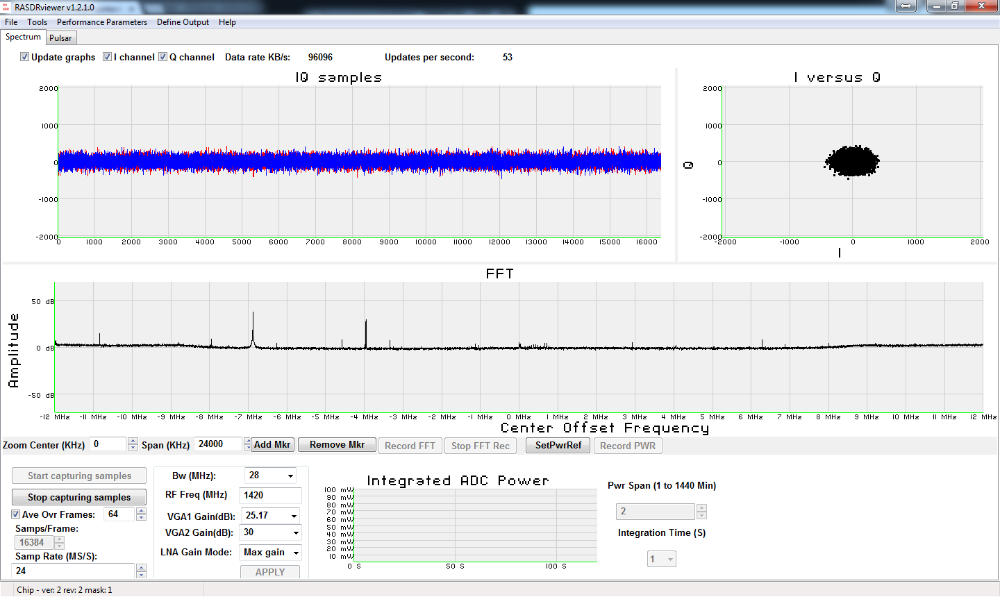 RASDRviewer v1.2.1.0
File Tools Performance Parameters Define Output Help
Spectrum Pulsar
Update graphs I channel Q channel Data rate KB/s: 96096 Updates per second: 53
IQ samples
2000
1000
0
-1000
-2000
0 1000 2000 3000 4000 5000 6000 7000 8000 9000 10000 11000 12000 13000 14000 15000 16000
I versus Q
2000
1000
0
-1000
-2000
Q
-2000 -1000 0 1000 2000
I
FFT
Amplitude
50 dB
0 dB
-50 dB
-12 MHz -11 MHz -10 MHz -9 MHz -8 MHz -7 MHz -6 MHz -5 MHz -4 MHz -3 MHz -2 MHz -1 MHz 0 MHz 1 MHz 2 MHz 3 MHz 4 MHz 5 MHz 6 MHz 7 MHz 8 MHz 9 MHz 10 MHz 11 MHz 12 MHz
Center Offset Frequency
Zoom Center (KHz) 0 Span (KHz) 24000 Add Mkr Remove Mkr Record FFT Stop FFT Rec SetPwrRef Record PWR
Start capturing samples
Stop capturing samples
Ave Ovr Frames: 64
Samps/Frame:
16384
Samp Rate (MS/S):
24
Bw (MHz): 28
RF Freq (MHz) 1420
VGA1 Gain(dB): 25.17
VGA2 Gain(dB): 30
LNA Gain Mode: Max gain
APPLY
Integrated ADC Power
100 mW
90 mW
80 mW
70 mW
60 mW
50 mW
40 mW
30 mW
20 mW
10 mW
0 S 50 S 100 S
Pwr Span (1 to 1440 Min)
2
Integration Time (S)
1
Chip - ver: 2 rev: 2 mask: 1